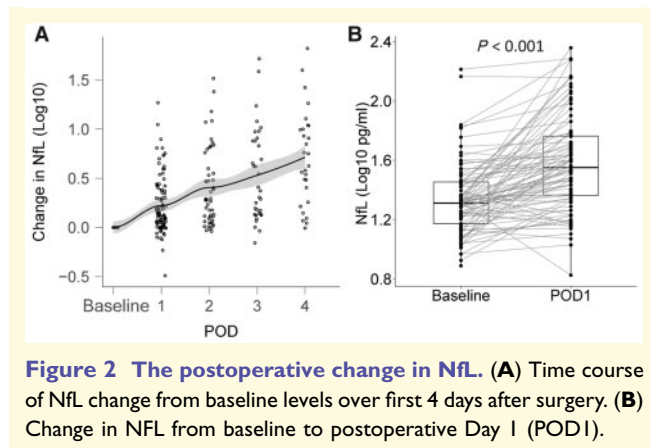 A
Change in NfL (Log10)
1.5
1.0
0.5
0.0
−0.5
Baseline 1 2 3 4
POD
B
P < 0.001
NfL (Log10 pg/ml)
2.4
2.0
1.6
1.2
0.8
Baseline POD1
Figure 2 The postoperative change in NfL. (A) Time course
of NfL change from baseline levels over first 4 days after surgery. (B)
Change in NFL from baseline to postoperative Day 1 (POD1).